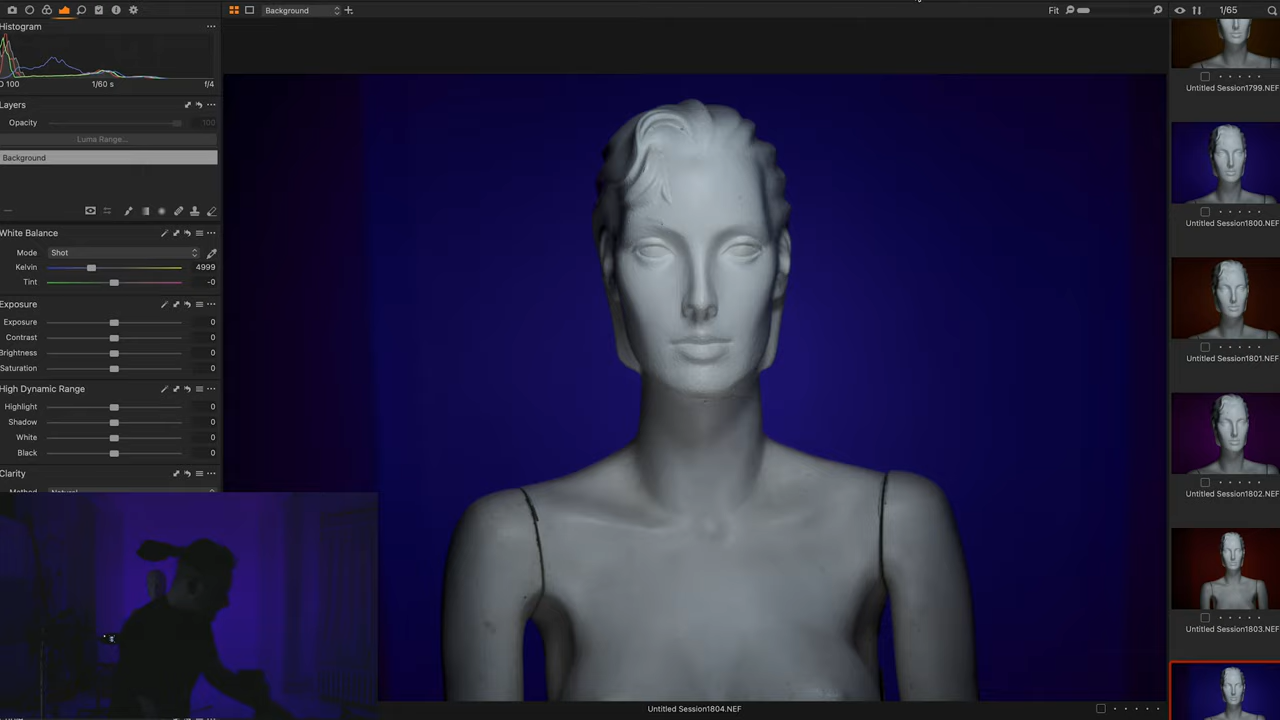 Background
Fit
1/65
Histogram
O 100
1/60 s
f/4
Layers
Opacity
100
Luma Range...
Background
White Balance
Mode
Shot
Kelvin
4999
Tint
-0
Exposure
Exposure
0
Contrast
0
Brightness
0
Saturation
0
High Dynamic Range
Highlight
0
Shadow
0
White
0
Black
0
Clarity
Untitled Session1804.NEF
Untitled Session1799.NEF
Untitled Session1800.NEF
Untitled Session1801.NEF
Untitled Session1802.NEF
Untitled Session1803.NEF